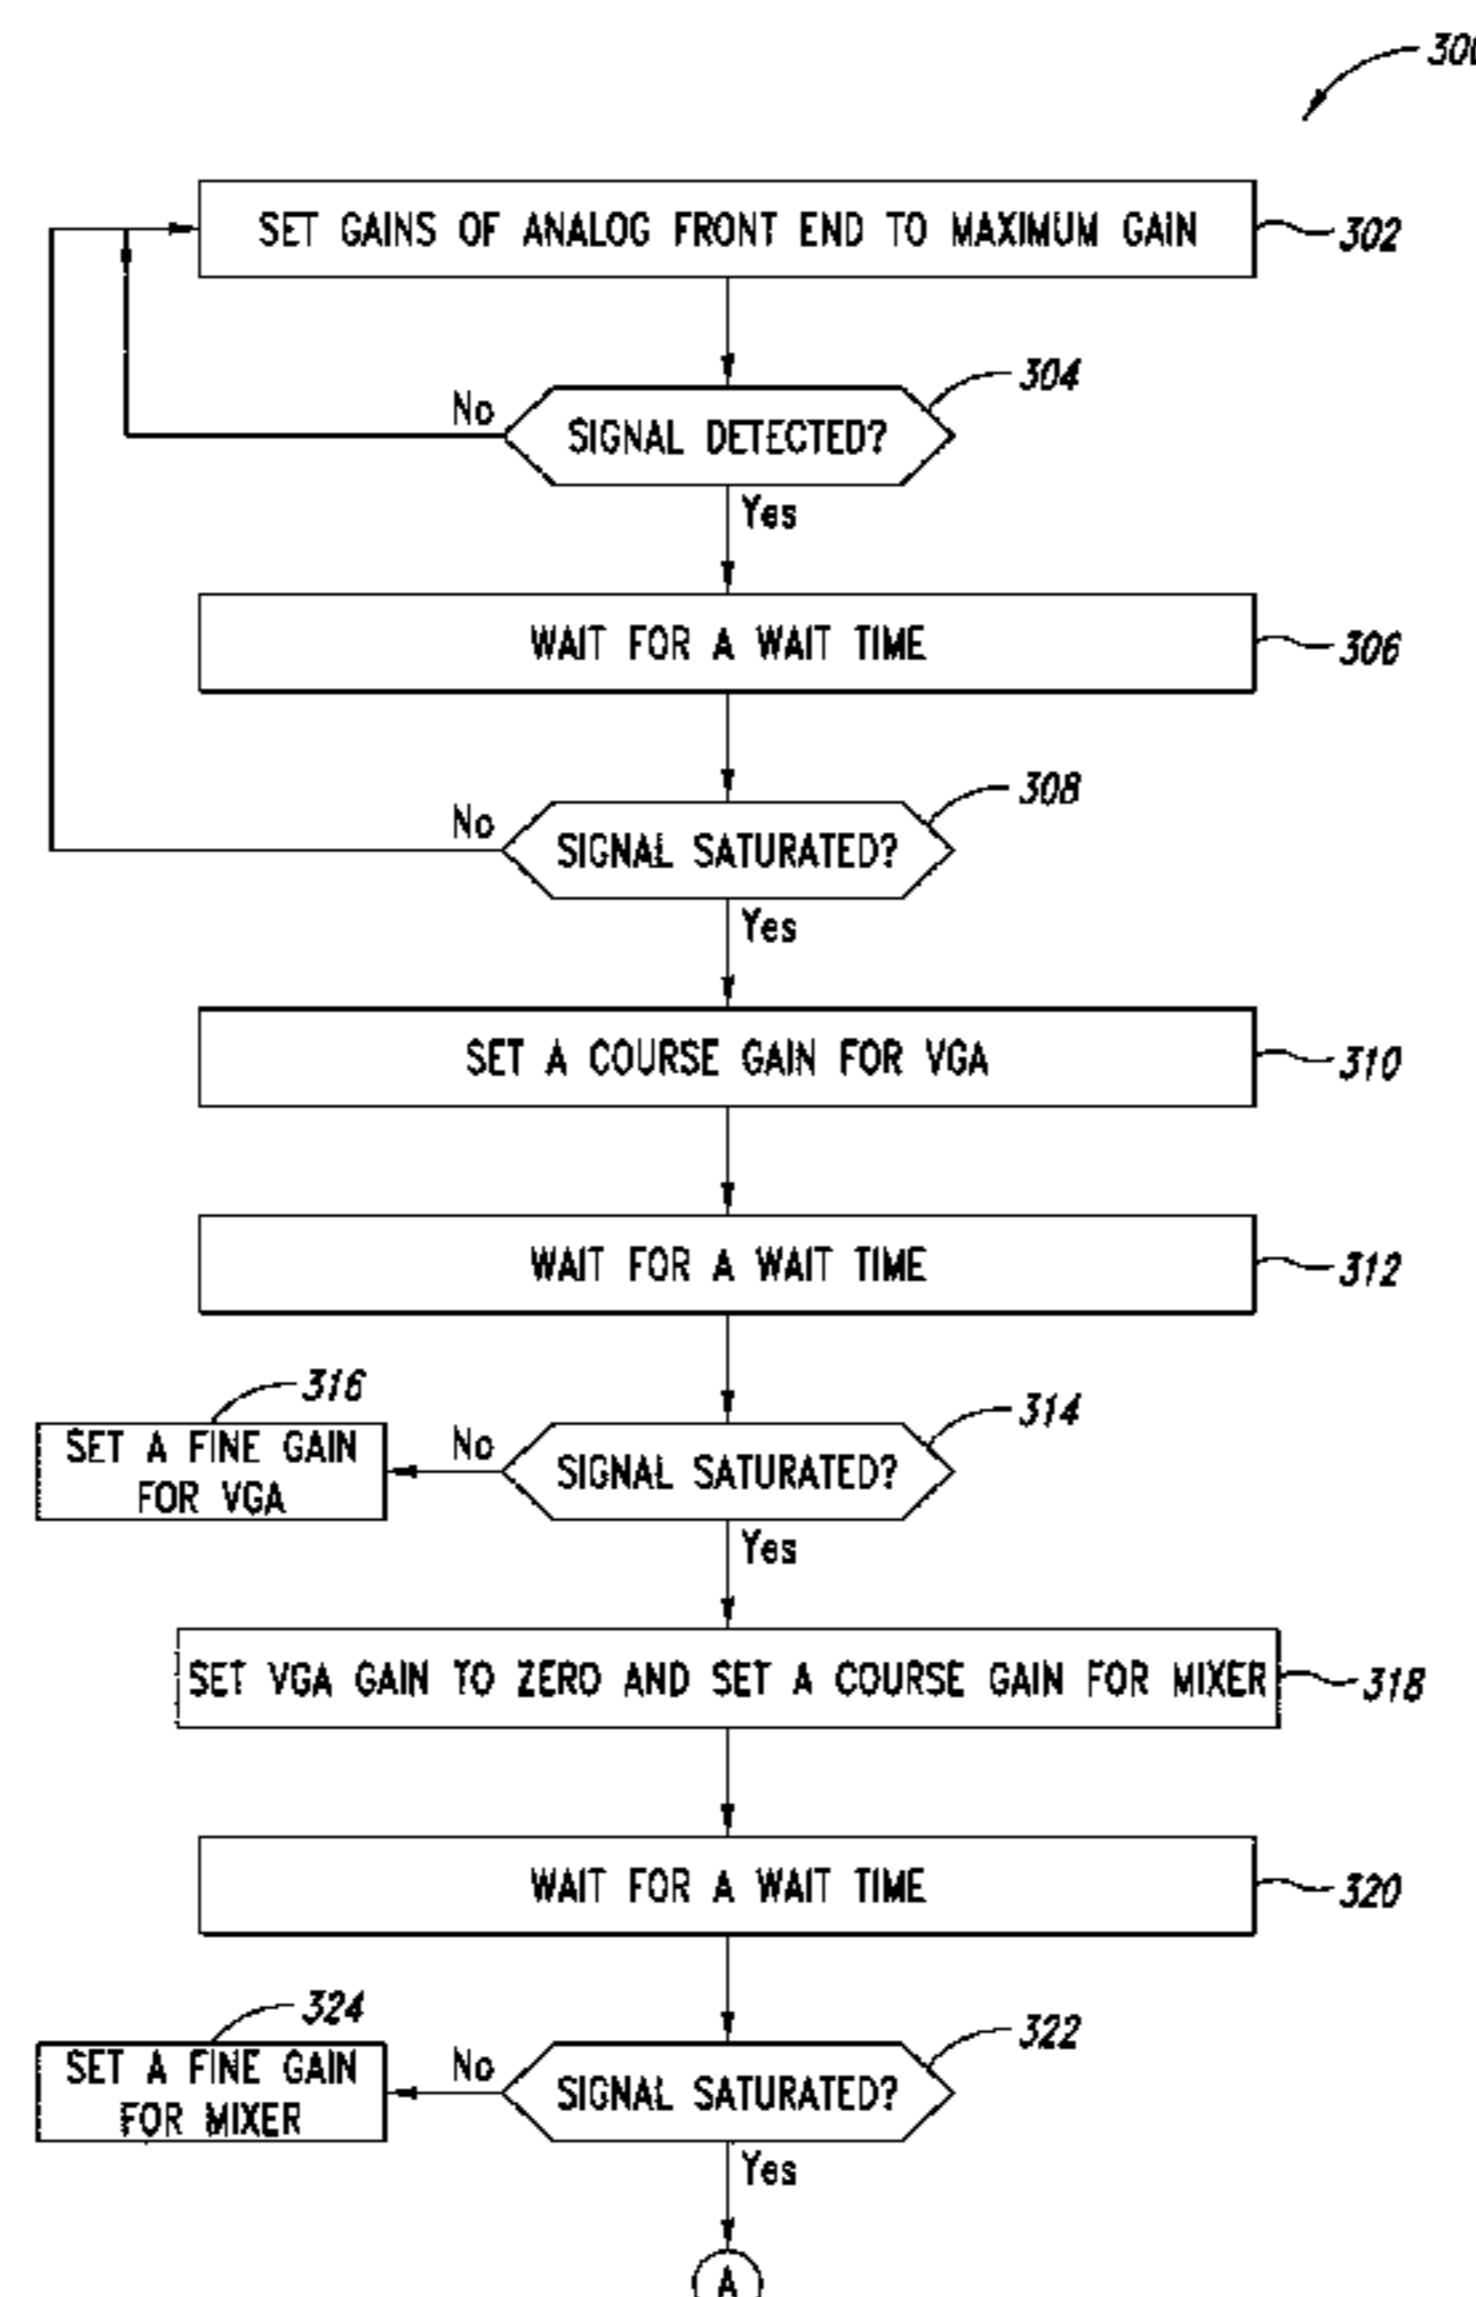 300
SET GAINS OF ANALOG FRONT END TO MAXIMUM GAIN
302
304
No
SIGNAL DETECTED?
Yes
WAIT FOR A WAIT TIME
306
308
No
SIGNAL SATURATED?
Yes
SET A COURSE GAIN FOR VGA
310
WAIT FOR A WAIT TIME
312
316
314
SET A FINE GAIN
FOR VGA
No
SIGNAL SATURATED?
Yes
SET VGA GAIN TO ZERO AND SET A COURSE GAIN FOR MIXER
318
WAIT FOR A WAIT TIME
320
324
322
SET A FINE GAIN
FOR MIXER
No
SIGNAL SATURATED?
Yes
A